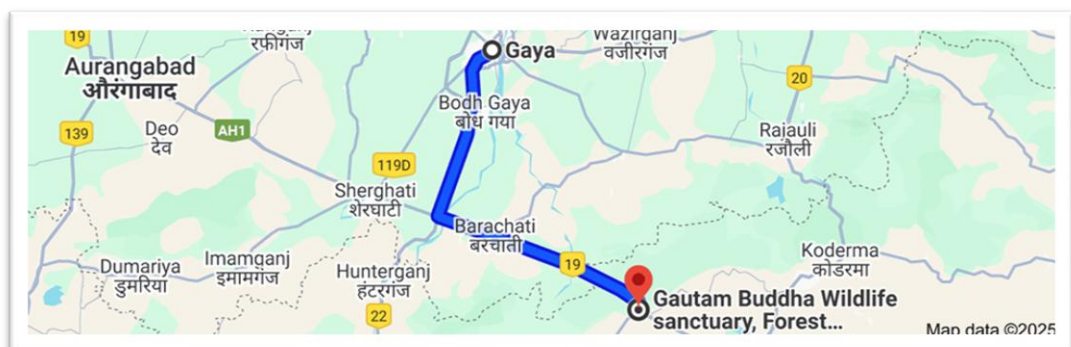 19
रफीगंज
Gaya
Wazirganj
वजीरगंज
Aurangabad
औरंगाबाद
20
Bodh Gaya
बोध गया
139
Deo
देव
AH1
Rajauli
रजौली
119D
Sherghati
शेरघाटी
Barachati
बरचाती
Koderma
कोडरमा
19
Dumariya
डुमरिया
Imamganj
इमामगंज
Hunterganj
हंटरगंज
22
Gautam Buddha Wildlife
sanctuary, Forest...
Map data ©2025